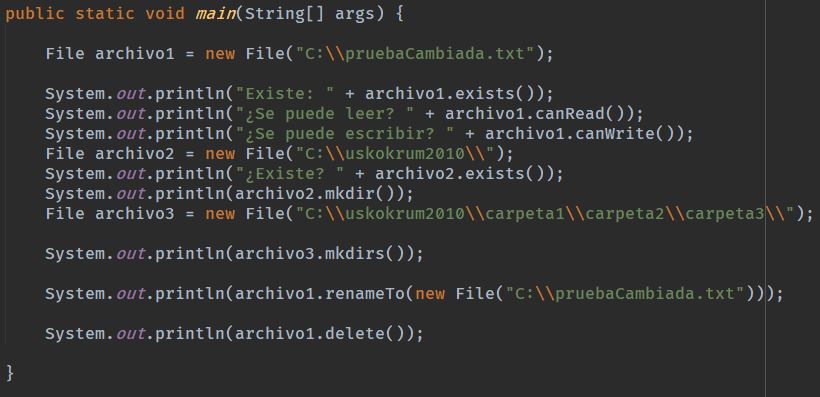 public static void main(String[] args) {
File archivo1 = new File("C:\\pruebaCambiada.txt");
System.out.println("Existe: " + archivo1.exists());
System.out.println("¿Se puede leer? " + archivo1.canRead());
System.out.println("¿Se puede escribir? " + archivo1.canWrite());
File archivo2 = new File("C:\\uskokrum2010\\");
System.out.println("¿Existe? " + archivo2.exists());
System.out.println(archivo2.mkdir());
File archivo3 = new File("C:\\uskokrum2010\\carpeta1\\carpeta2\\carpeta3\\");
System.out.println(archivo3.mkdirs());
System.out.println(archivo1.renameTo(new File("C:\\pruebaCambiada.txt")));
System.out.println(archivo1.delete());
}